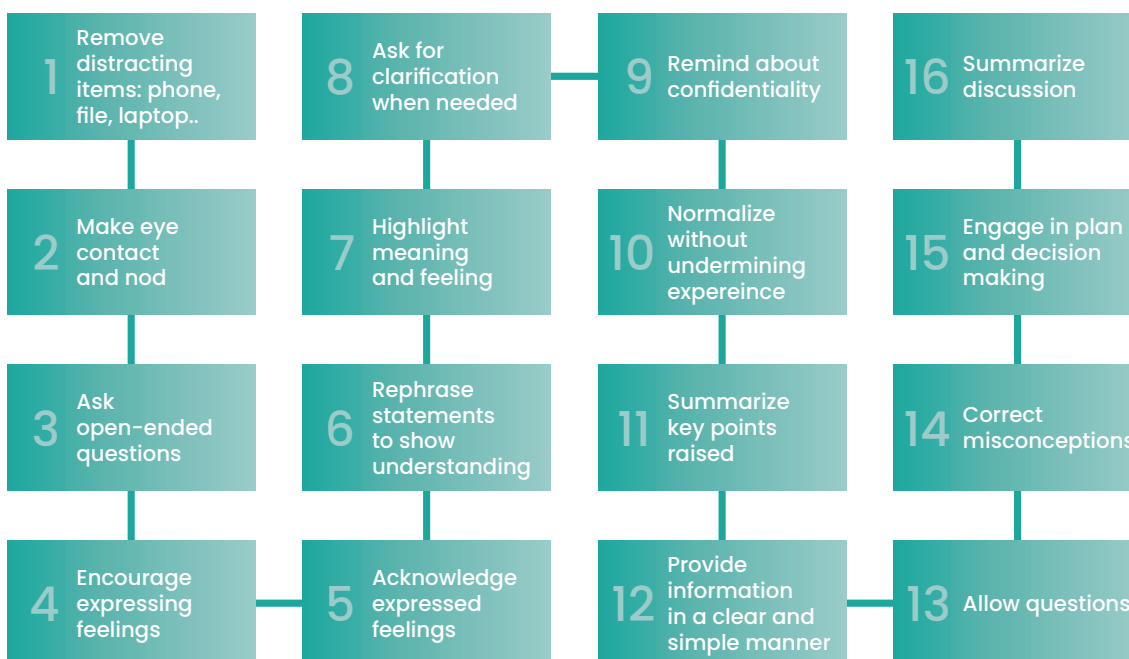 1
Remove
distracting
items: phone,
file, laptop..
2
Make eye
contact
and nod
3
Ask
open-ended
questions
4
Encourage
expressing
feelings
5
Acknowledge
expressed
feelings
6
Rephrase
statements
to show
understanding
7
Highlight
meaning
and feeling
8
Ask for
clarification
when needed
9
Remind about
confidentiality
10
Normalize
without
undermining
expereince
11
Summarize
key points
raised
12
Provide
information
in a clear and
simple manner
13
Allow questions
14
Correct
misconceptions
15
Engage in plan
and decision
making
16
Summarize
discussion